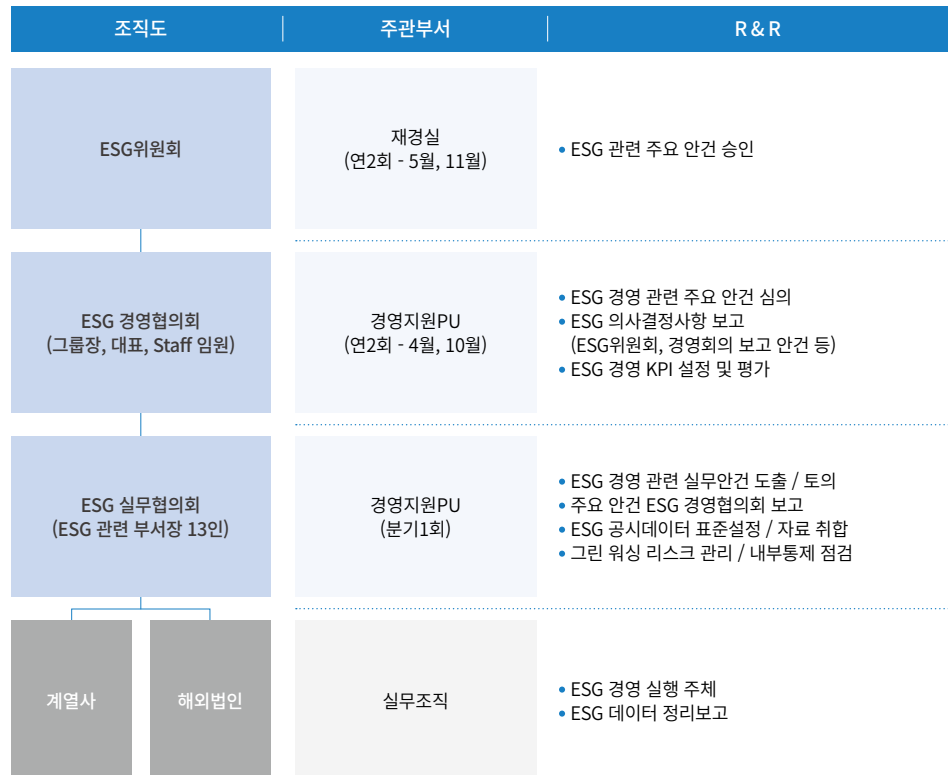 조직도
주관부서
R & R
ESG위원회
재경실
(연2회 - 5월, 11월)
• ESG 관련 주요 안건 승인
ESG 경영협의회
(그룹장, 대표, Staff 임원)
경영지원PU
(연2회 - 4월, 10월)
• ESG 경영 관련 주요 안건 심의
• ESG 의사결정사항 보고
(ESG위원회, 경영회의 보고 안건 등)
• ESG 경영 KPI 설정 및 평가
ESG 실무협의회
(ESG 관련 부서장 13인)
경영지원PU
(분기1회)
• ESG 경영 관련 실무안건 도출 / 토의
• 주요 안건 ESG 경영협의회 보고
• ESG 공시데이터 표준설정 / 자료 취합
• 그린 워싱 리스크 관리 / 내부통제 점검
계열사
해외법인
실무조직
• ESG 경영 실행 주체
• ESG 데이터 정리보고